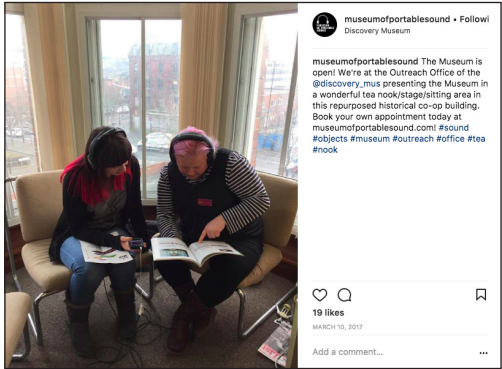 museumofportablesound • Followi
Discovery Museum
museumofportablesound The Museum is
open! We're at the Outreach Office of the
@discovery_mus presenting the Museum in
a wonderful tea nook/stage/sitting area in
this repurposed historical co-op building.
Book your own appointment today at
museumofportablesound.com! #sound
#objects #museum #outreach #office #tea
#nook
19 likes
MARCH 10, 2017
Add a comment...